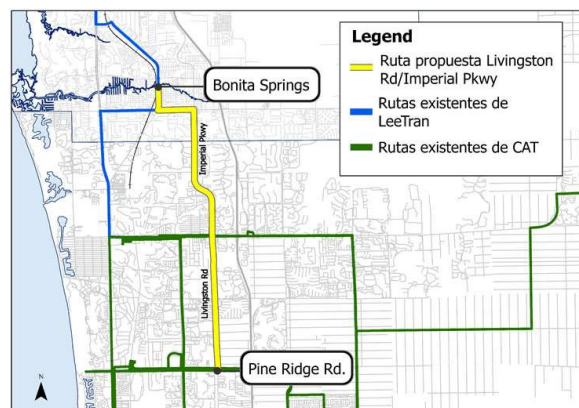 Legend
Ruta propuesta Livingston
Rd/Imperial Pkwy
Rutas existentes de
LeeTran
Rutas existentes de CAT
Bonita Springs
Imperial Pkwy
Livingston Rd
Pine Ridge Rd.
N